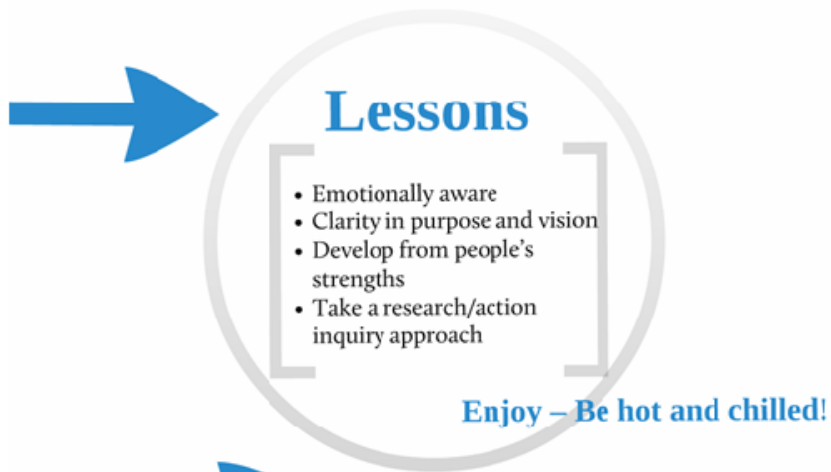 Lessons
• Emotionally aware
• Clarity in purpose and vision
• Develop from people's
strengths
• Take a research/action
inquiry approach
Enjoy – Be hot and chilled!